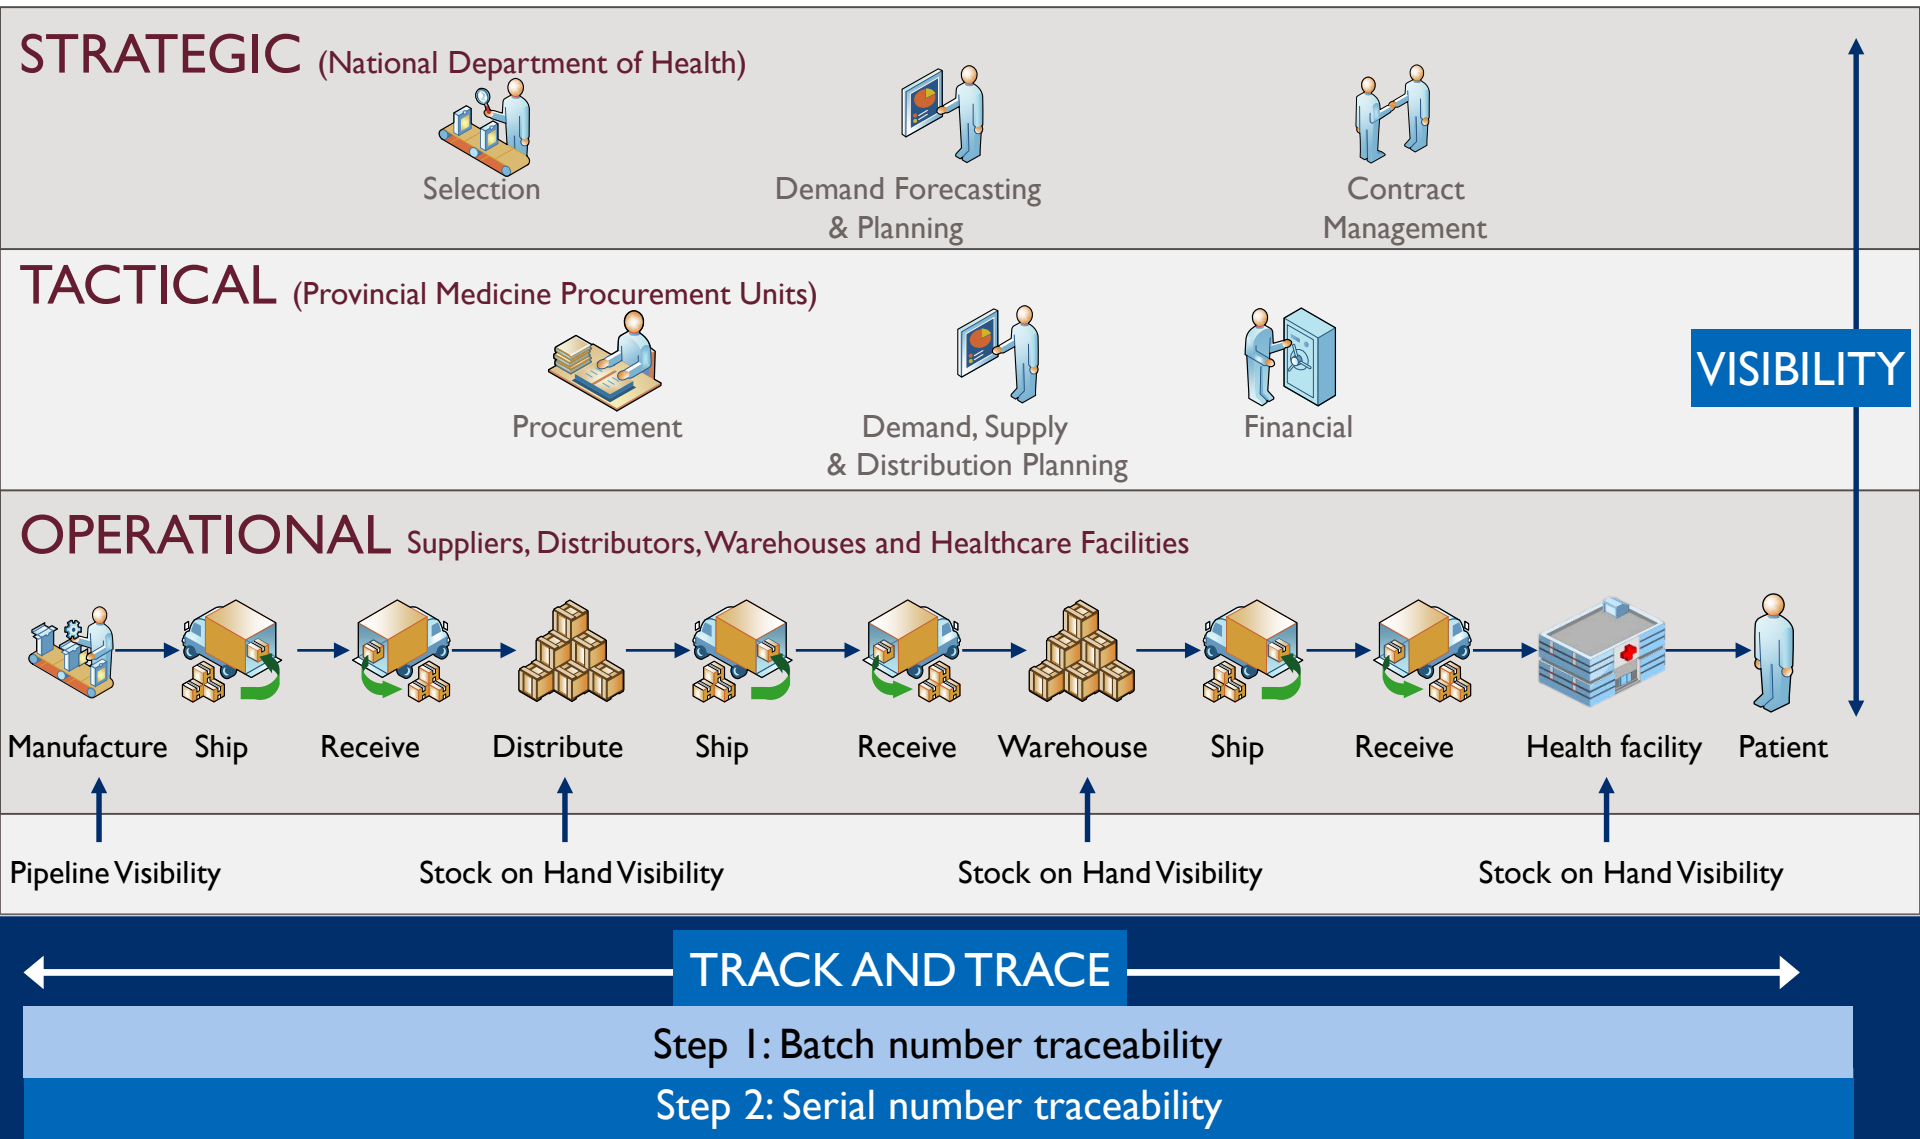 STRATEGIC (National Department of Health)
Selection
Demand Forecasting
& Planning
Contract
Management
TACTICAL (Provincial Medicine Procurement Units)
VISIBILITY
Procurement
Demand, Supply
& Distribution Planning
Financial
OPERATIONAL Suppliers, Distributors, Warehouses and Healthcare Facilities
Manufacture Ship Receive Distribute Ship Receive Warehouse Ship Receive Health facility Patient
Pipeline Visibility Stock on Hand Visibility Stock on Hand Visibility Stock on Hand Visibility
TRACK AND TRACE
Step 1: Batch number traceability
Step 2: Serial number traceability